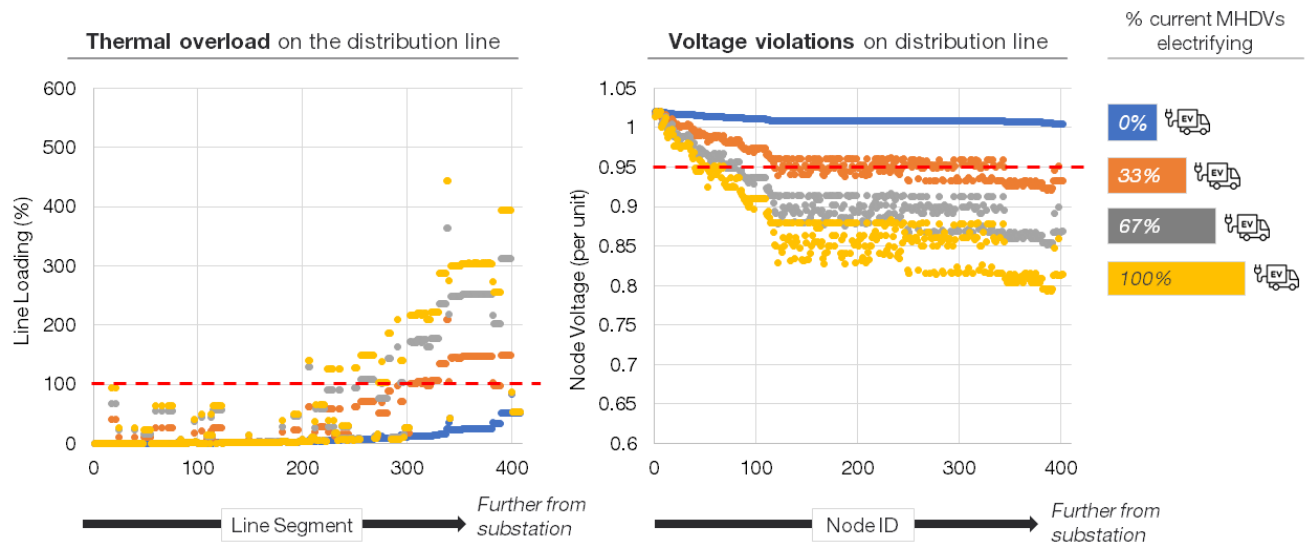 Thermal overload on the distribution line
600
500
400
300
200
100
0
Line Loading (%)
0 100 200 300 400
Line Segment
Further from
substation
Voltage violations on distribution line
1.05
1
0.95
0.9
0.85
0.8
0.75
0.7
0.65
0.6
Node Voltage (per unit)
0 100 200 300 400
Node ID
Further from
substation
% current MHDVs
electrifying
0% EV
33% EV
67% EV
100% EV